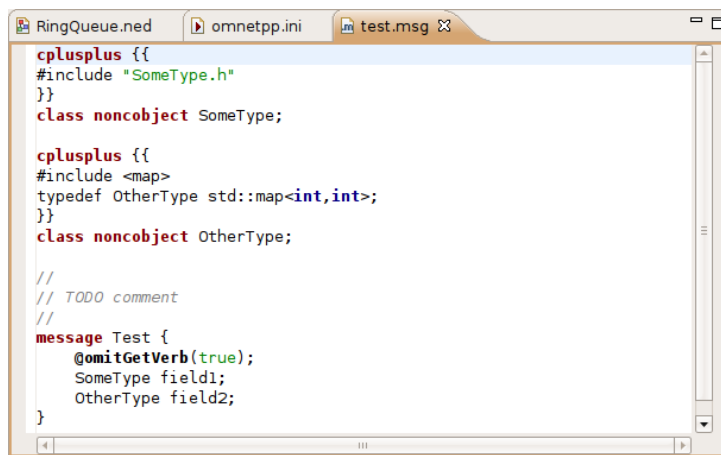 RingQueue.ned omnetpp.ini test.msg
cplusplus {{
#include "SomeType.h"
}}
class noncobject SomeType;
cplusplus {{
#include <map>
typedef OtherType std::map<int,int>;
}}
class noncobject OtherType;
//
// TODO comment
//
message Test {
    @omitGetVerb(true);
    SomeType field1;
    OtherType field2;
}